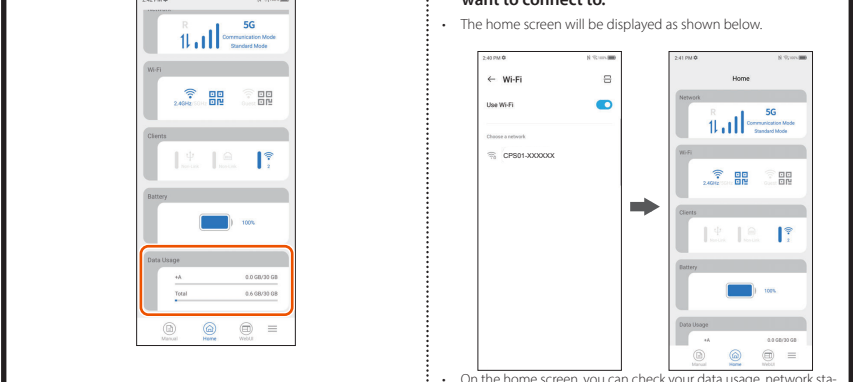 R
5G
Communication Mode
Standard Mode
Wi-Fi
2.4GHz
Clients
2
Battery
100%
Data Usage
+A 0.0 GB/30 GB
Total 0.6 GB/30 GB
Manual Home WebUI
want to connect to.
• The home screen will be displayed as shown below.
2:40 PM
← Wi-Fi
Use Wi-Fi
Choose a network
CPS01-XXXXXX
2:41 PM
Home
Network
R
5G
Communication Mode
Standard Mode
Wi-Fi
2.4GHz
Clients
2
Battery
100%
Data Usage
+A 0.0 GB/30 GB
Manual Home WebUI
• On the home screen, you can check your data usage, network sta-